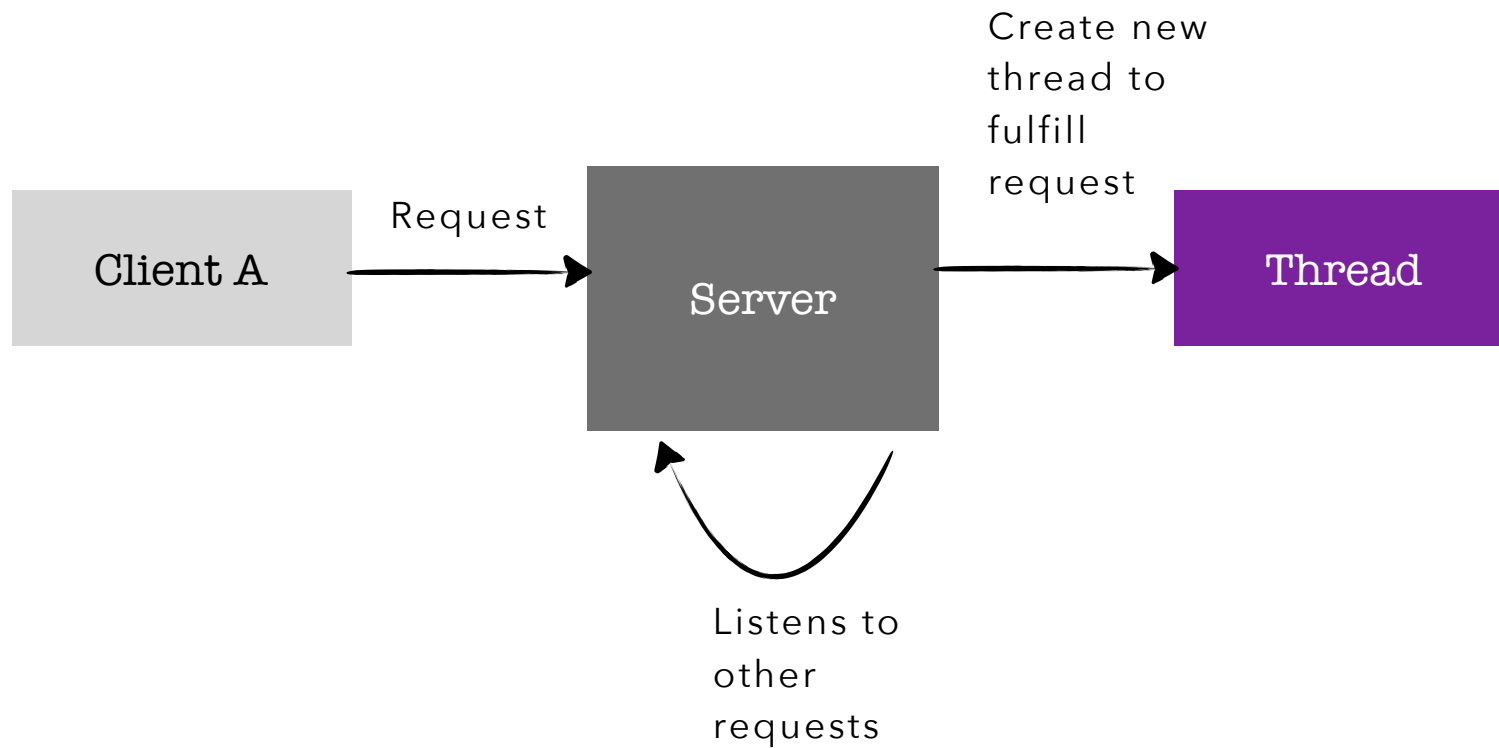 Client A
Request
Server
Create new
thread to
fulfill
request
Thread
Listens to
other
requests